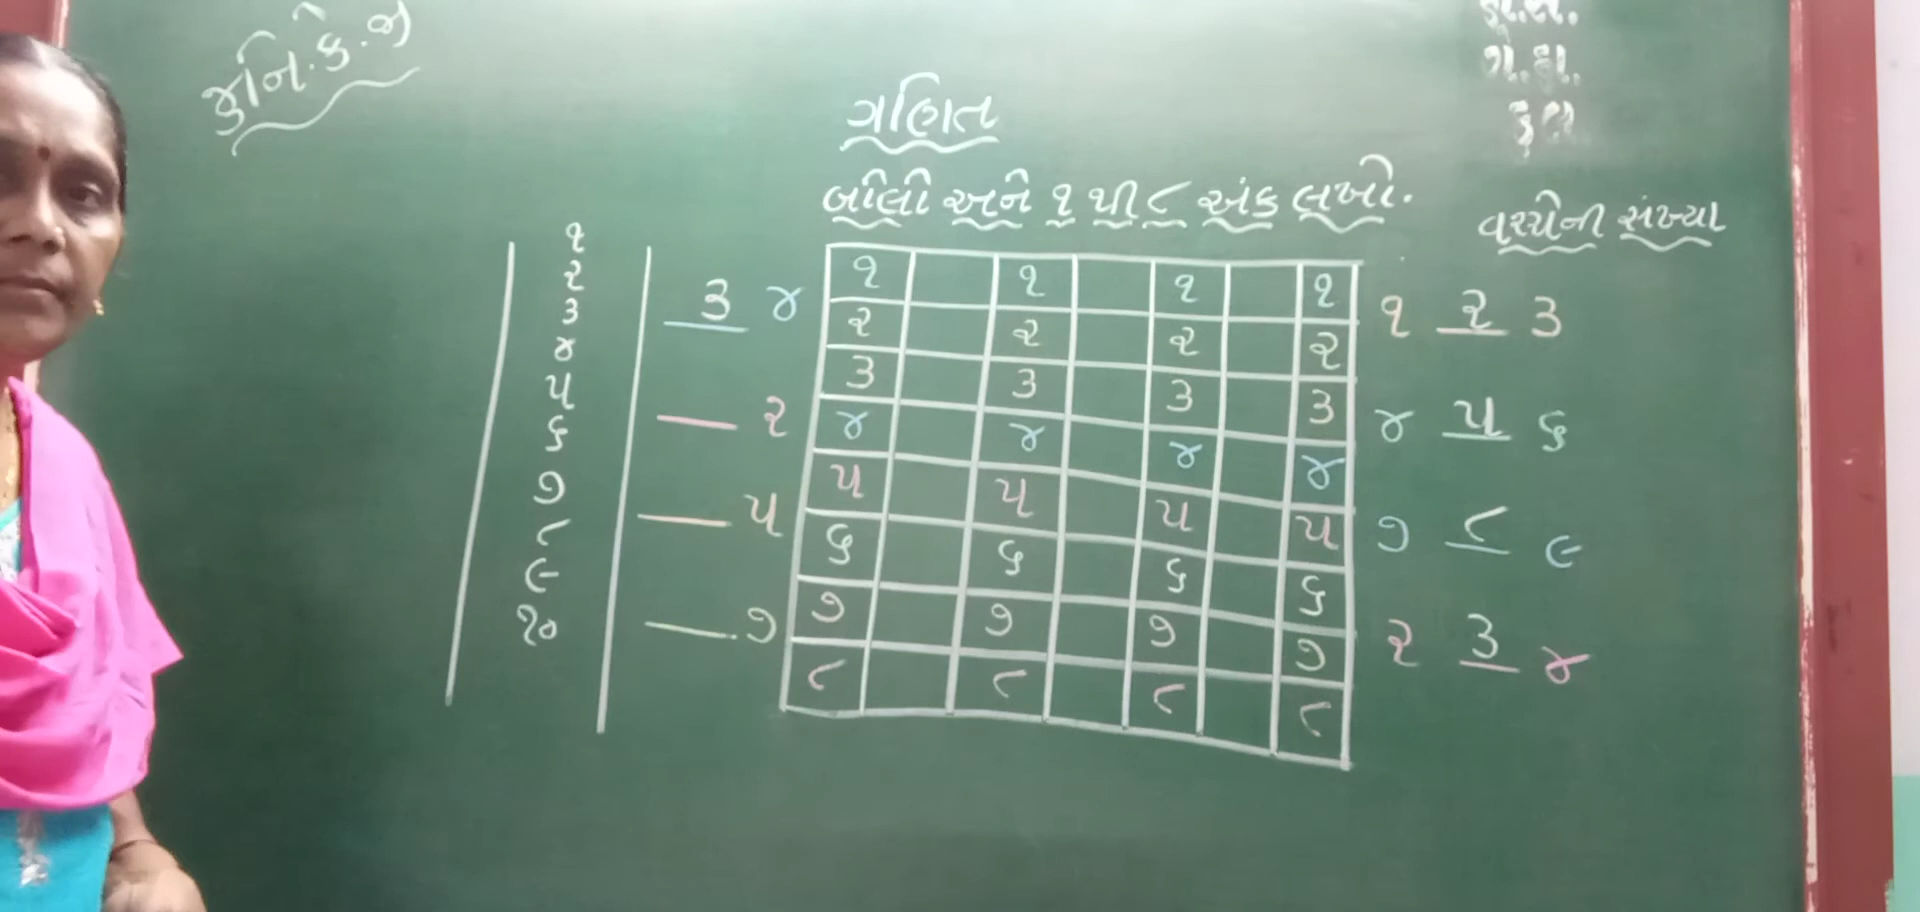 જુનિ.કે.જી
ગણિત
બોલો અને ૧ થી ૮ અંક લખો.
વચ્ચેની સંખ્યા
૧
૨
૩
૪
૫
૬
૭
૮
૯
૧૦
૩ ૪
__ ૨
__ ૫
__ ૭
૧ ૧ ૧ ૧
૨ ૨ ૨ ૨
૩ ૩ ૩ ૩
૪ ૪ ૪ ૪
૫ ૫ ૫ ૫
૬ ૬ ૬ ૬
૭ ૭ ૭ ૭
૮ ૮ ૮ ૮
૧ ૨ ૩
૪ ૫ ૬
૭ ૮ ૯
૨ ૩ ૪